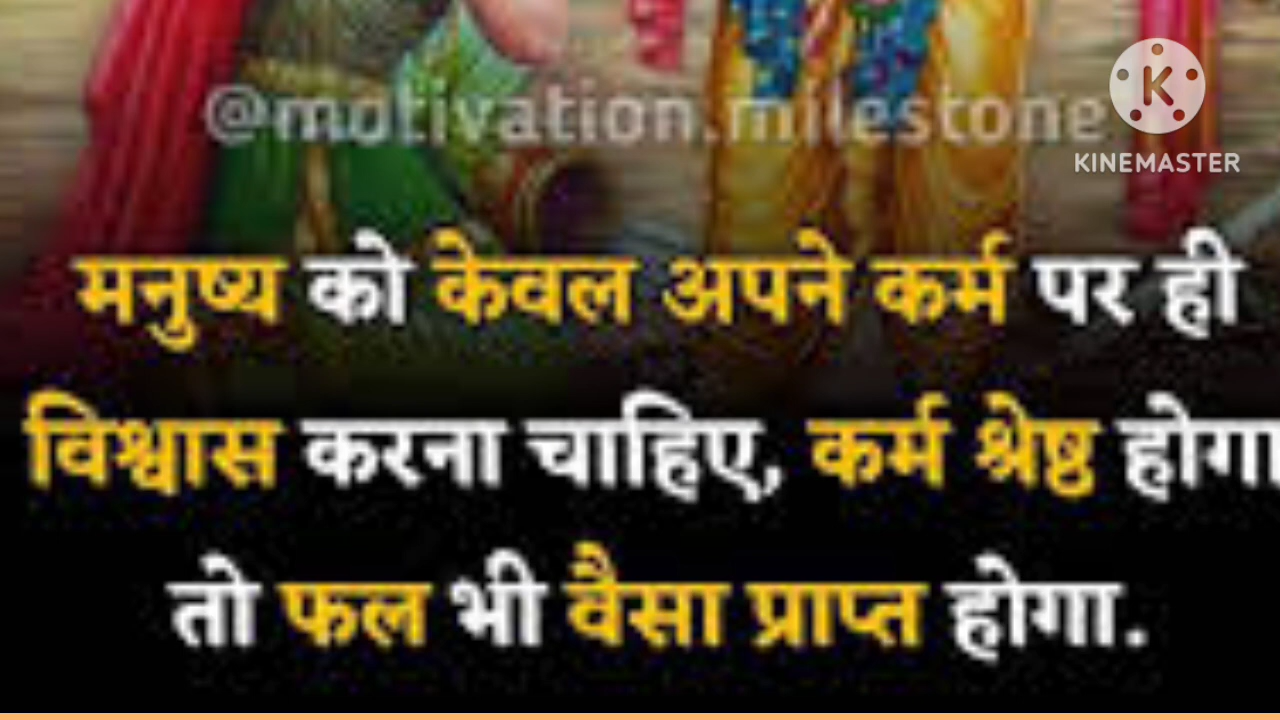 @motivation.milestone
K
KINEMASTER
मनुष्य को केवल अपने कर्म पर ही
विश्वास करना चाहिए, कर्म श्रेष्ठ होगा
तो फल भी वैसा प्राप्त होगा.